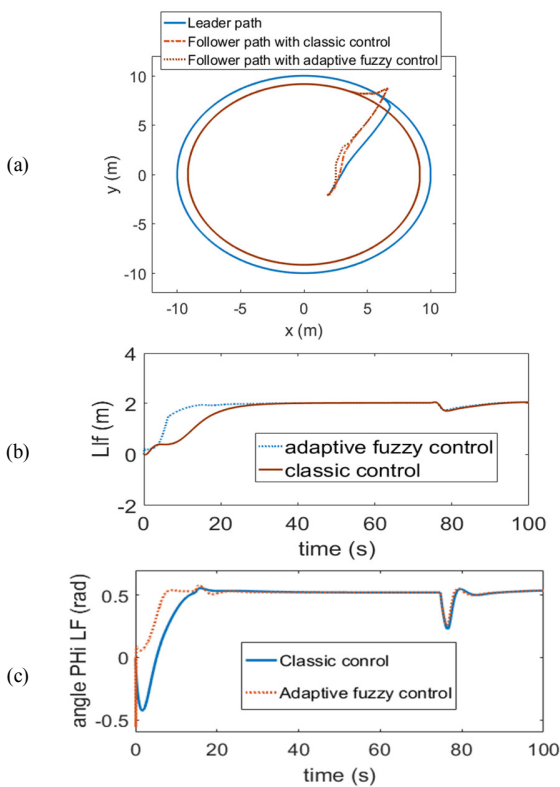 Leader path
Follower path with classic control
Follower path with adaptive fuzzy control
(a)
10
5
0
-5
-10
y (m)
-10 -5 0 5 10
x (m)
(b)
4
2
0
-2
Llf (m)
adaptive fuzzy control
classic control
0 20 40 60 80 100
time (s)
(c)
0.5
0
-0.5
angle PHi LF (rad)
Classic conrol
Adaptive fuzzy control
0 20 40 60 80 100
time (s)